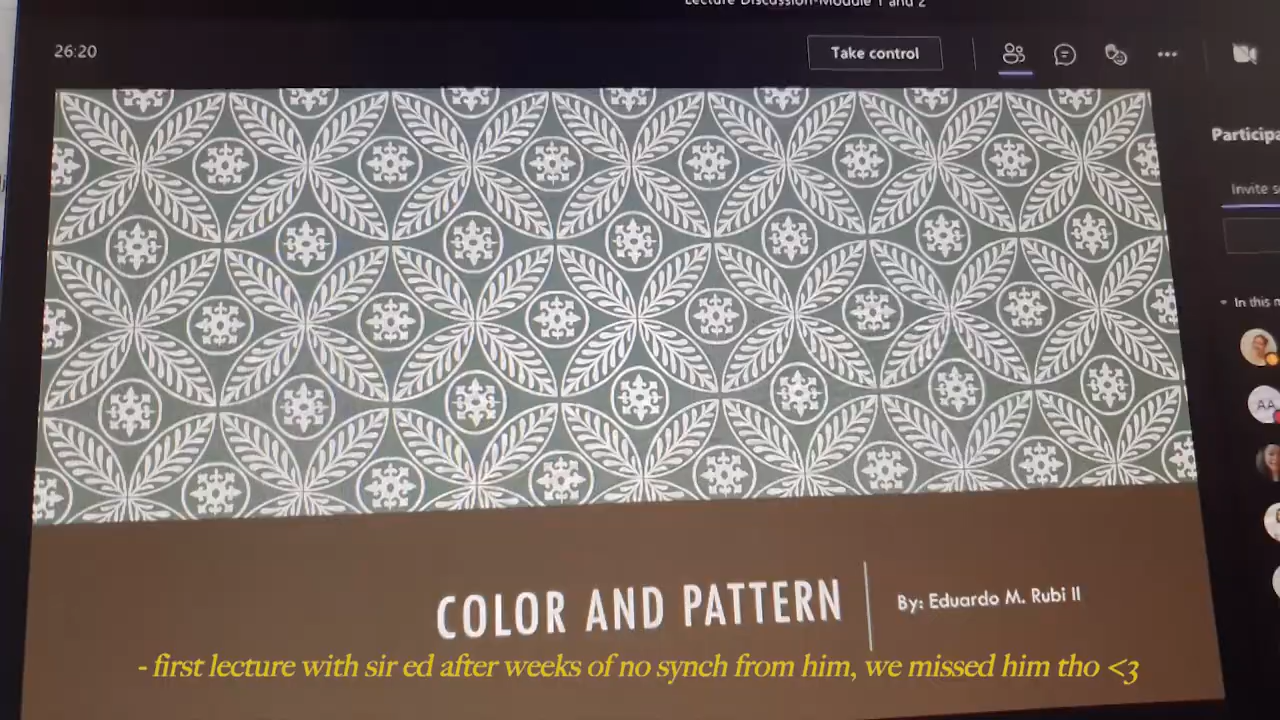 Lecture Discussion-Module 1 and 2
26:20
Take control
Participa
Invite s
In this m
AA
COLOR AND PATTERN
By: Eduardo M. Rubi II
- first lecture with sir ed after weeks of no synch from him, we missed him tho <3